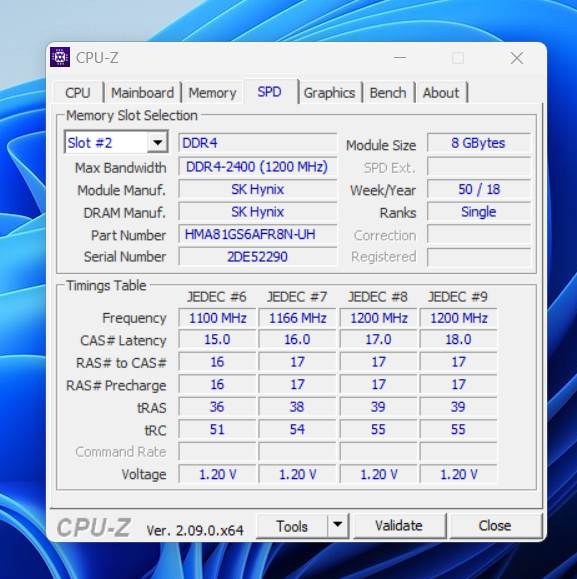 CPU-Z
CPU Mainboard Memory SPD Graphics Bench About
Memory Slot Selection
Slot #2 DDR4 Module Size 8 GBytes
Max Bandwidth DDR4-2400 (1200 MHz) SPD Ext.
Module Manuf. SK Hynix Week/Year 50 / 18
DRAM Manuf. SK Hynix Ranks Single
Part Number HMA81GS6AFR8N-UH Correction
Serial Number 2DE52290 Registered
Timings Table
JEDEC #6 JEDEC #7 JEDEC #8 JEDEC #9
Frequency 1100 MHz 1166 MHz 1200 MHz 1200 MHz
CAS# Latency 15.0 16.0 17.0 18.0
RAS# to CAS# 16 17 17 17
RAS# Precharge 16 17 17 17
tRAS 36 38 39 39
tRC 51 54 55 55
Command Rate
Voltage 1.20 V 1.20 V 1.20 V 1.20 V
CPU-Z Ver. 2.09.0.x64 Tools Validate Close